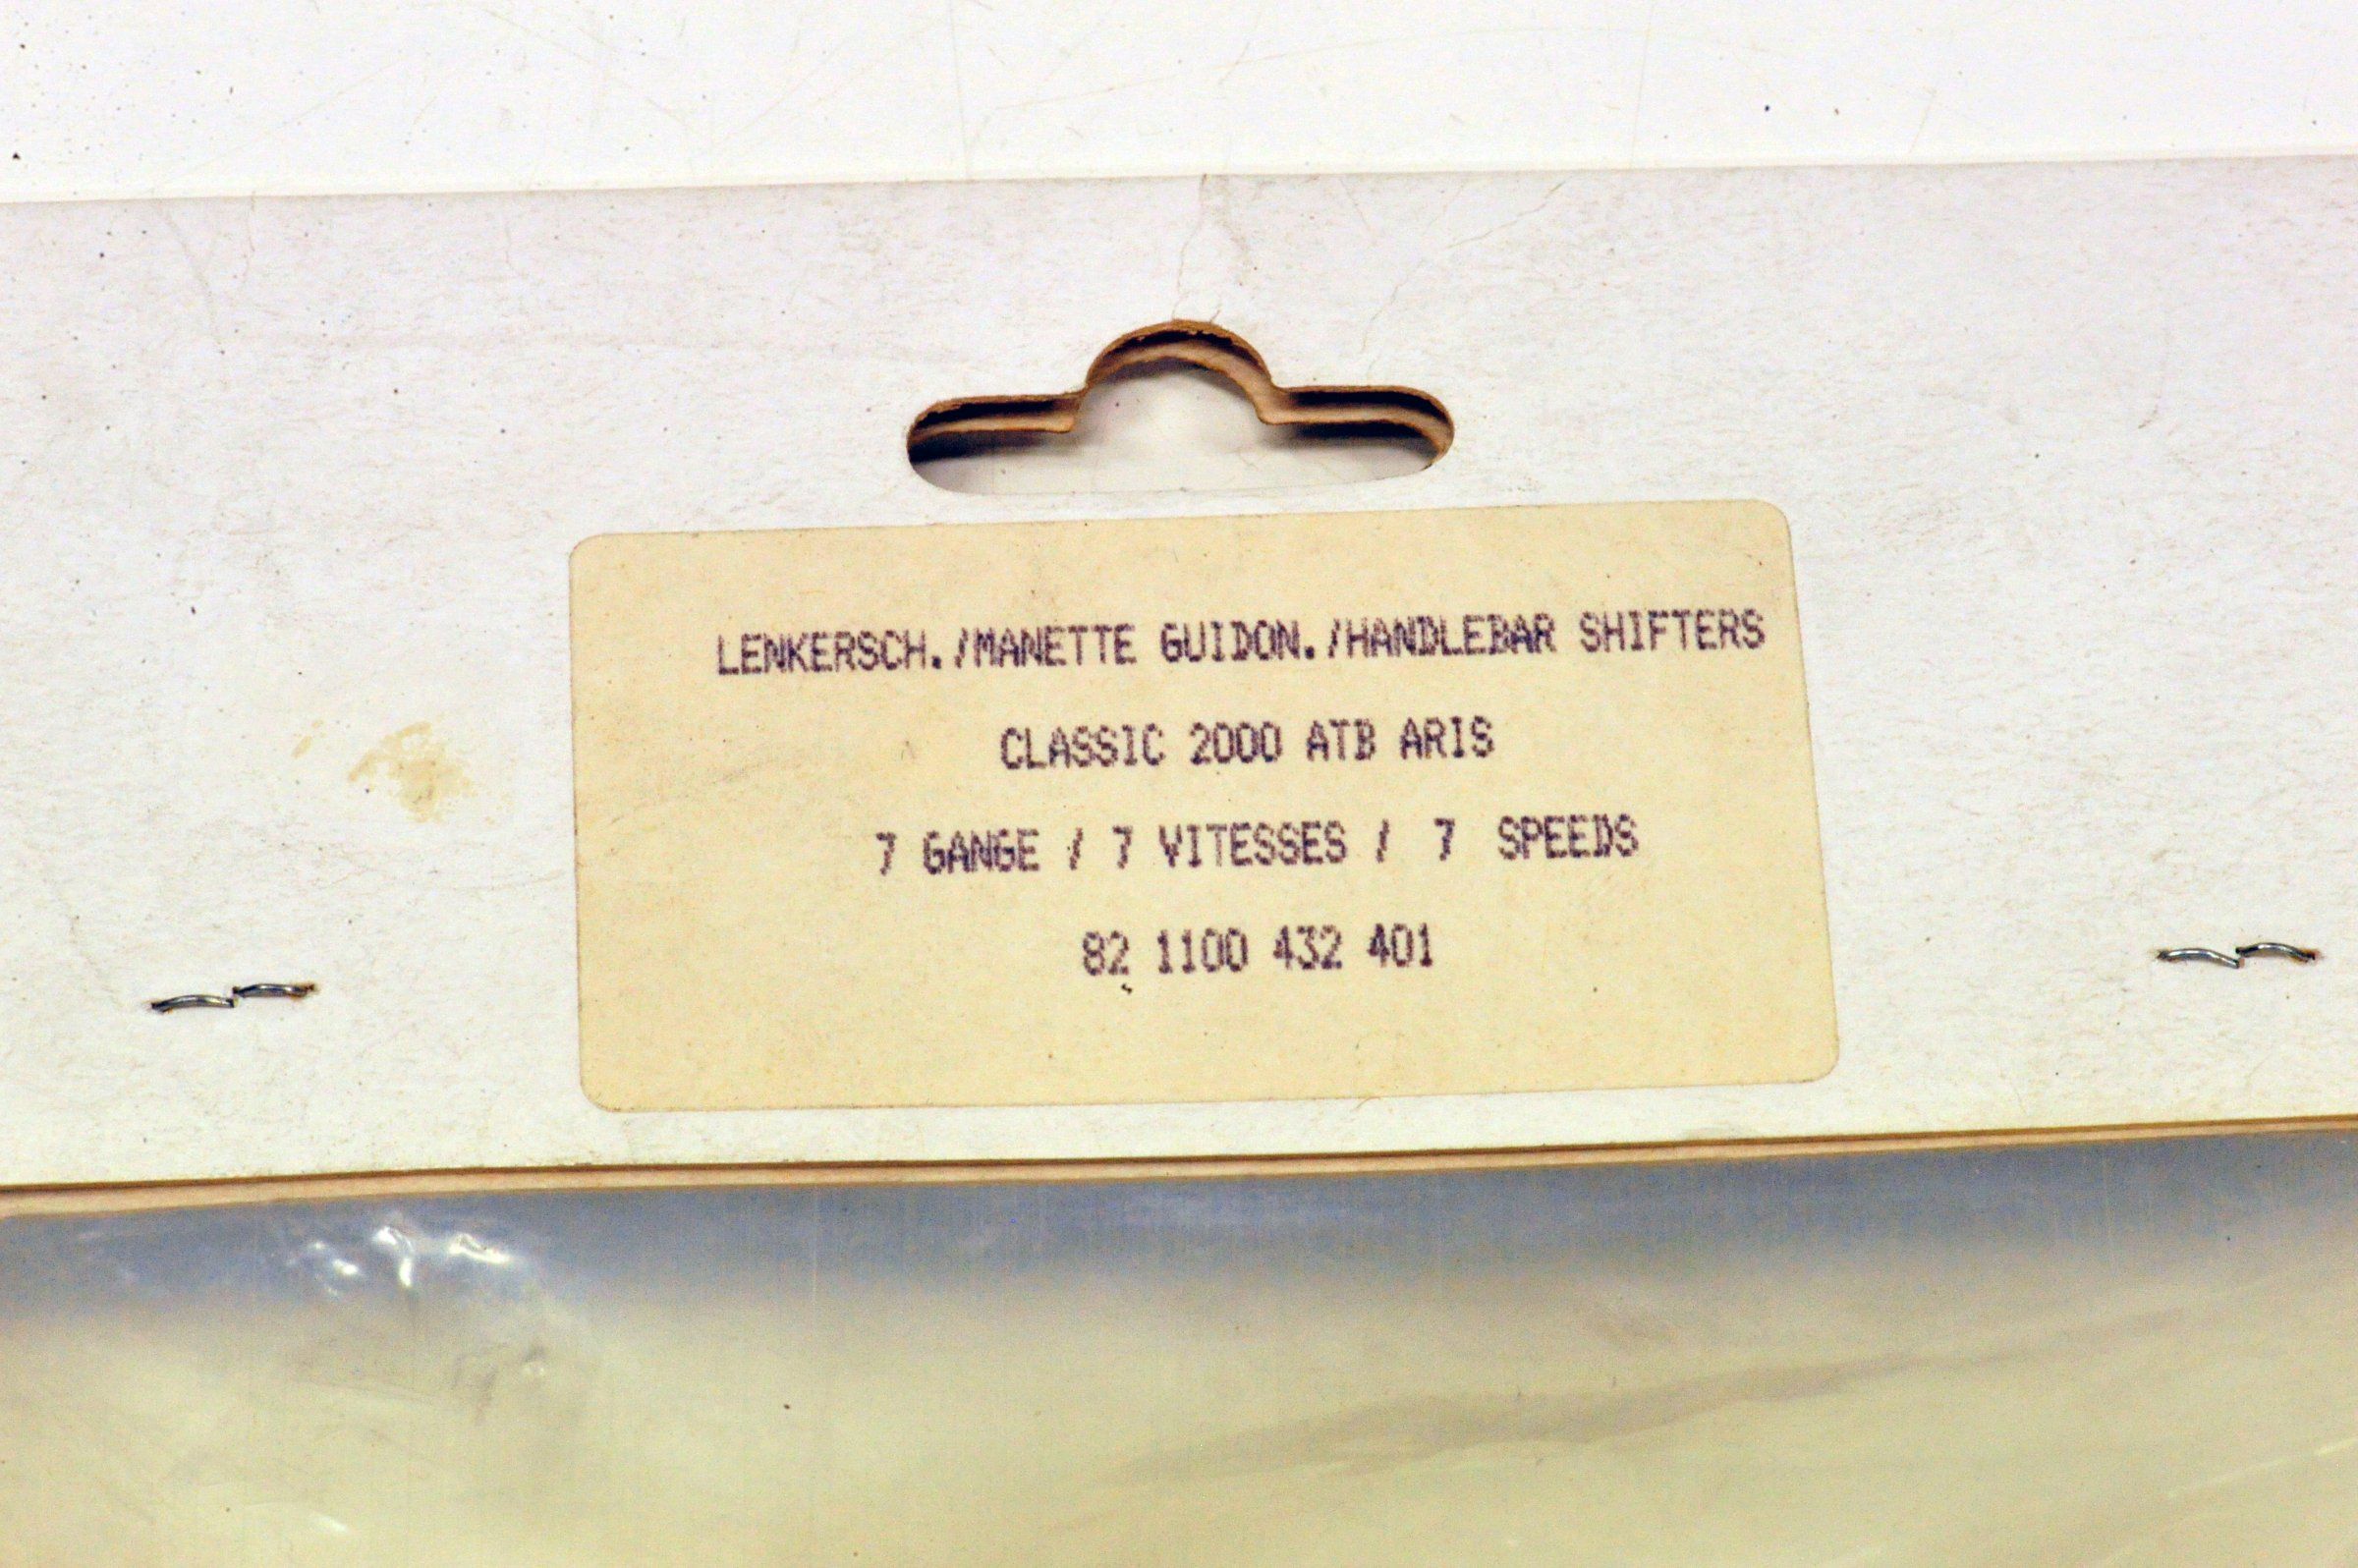 LENKERSCH./MANETTE GUIDON./HANDLEBAR SHIFTERS
CLASSIC 2000 ATB ARIS
7 GANGE / 7 VITESSES / 7 SPEEDS
82 1100 432 401